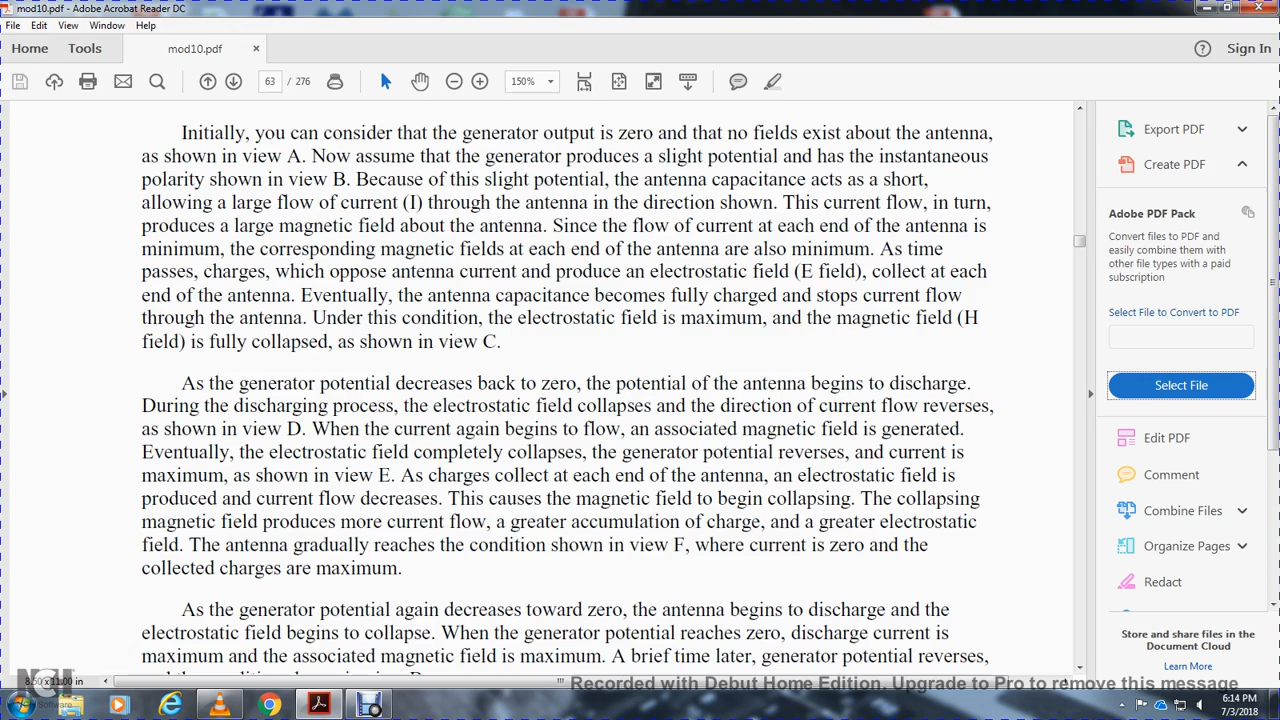 mod10.pdf - Adobe Acrobat Reader DC
File Edit View Window Help
Home Tools mod10.pdf × Sign In
63 / 276 150%
Initially, you can consider that the generator output is zero and that no fields exist about the antenna,
as shown in view A. Now assume that the generator produces a slight potential and has the instantaneous
polarity shown in view B. Because of this slight potential, the antenna capacitance acts as a short,
allowing a large flow of current (I) through the antenna in the direction shown. This current flow, in turn,
produces a large magnetic field about the antenna. Since the flow of current at each end of the antenna is
minimum, the corresponding magnetic fields at each end of the antenna are also minimum. As time
passes, charges, which oppose antenna current and produce an electrostatic field (E field), collect at each
end of the antenna. Eventually, the antenna capacitance becomes fully charged and stops current flow
through the antenna. Under this condition, the electrostatic field is maximum, and the magnetic field (H
field) is fully collapsed, as shown in view C.
As the generator potential decreases back to zero, the potential of the antenna begins to discharge.
During the discharging process, the electrostatic field collapses and the direction of current flow reverses,
as shown in view D. When the current again begins to flow, an associated magnetic field is generated.
Eventually, the electrostatic field completely collapses, the generator potential reverses, and current is
maximum, as shown in view E. As charges collect at each end of the antenna, an electrostatic field is
produced and current flow decreases. This causes the magnetic field to begin collapsing. The collapsing
magnetic field produces more current flow, a greater accumulation of charge, and a greater electrostatic
field. The antenna gradually reaches the condition shown in view F, where current is zero and the
collected charges are maximum.
As the generator potential again decreases toward zero, the antenna begins to discharge and the
electrostatic field begins to collapse. When the generator potential reaches zero, discharge current is
maximum and the associated magnetic field is maximum. A brief time later, generator potential reverses,
Export PDF
Create PDF
Adobe PDF Pack
Convert files to PDF and
easily combine them with
other file types with a paid
subscription
Select File to Convert to PDF
Select File
Edit PDF
Comment
Combine Files
Organize Pages
Redact
Store and share files in the
Document Cloud
Learn More
8.50 x 11.00 in
NCH
Software
Recorded with Debut Home Edition. Upgrade to Pro to remove this message
6:14 PM
7/3/2018